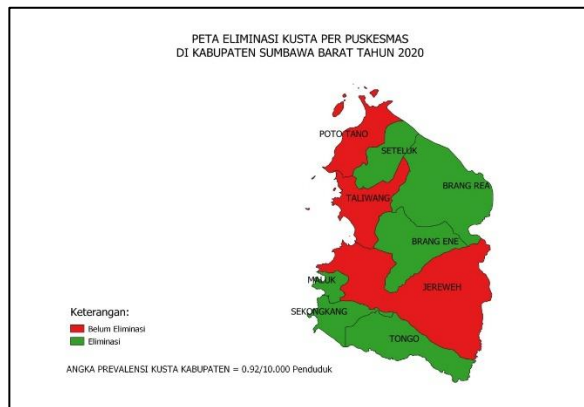 PETA ELIMINASI KUSTA PER PUSKESMAS
DI KABUPATEN SUMBAWA BARAT TAHUN 2020
POTO TANO
SETELUK
BRANG REA
TALIWANG
BRANG ENE
MALUK
JEREWEH
SEKONGKANG
TONGO
Keterangan:
Belum Eliminasi
Eliminasi
ANGKA PREVALENSI KUSTA KABUPATEN = 0.92/10.000 Penduduk